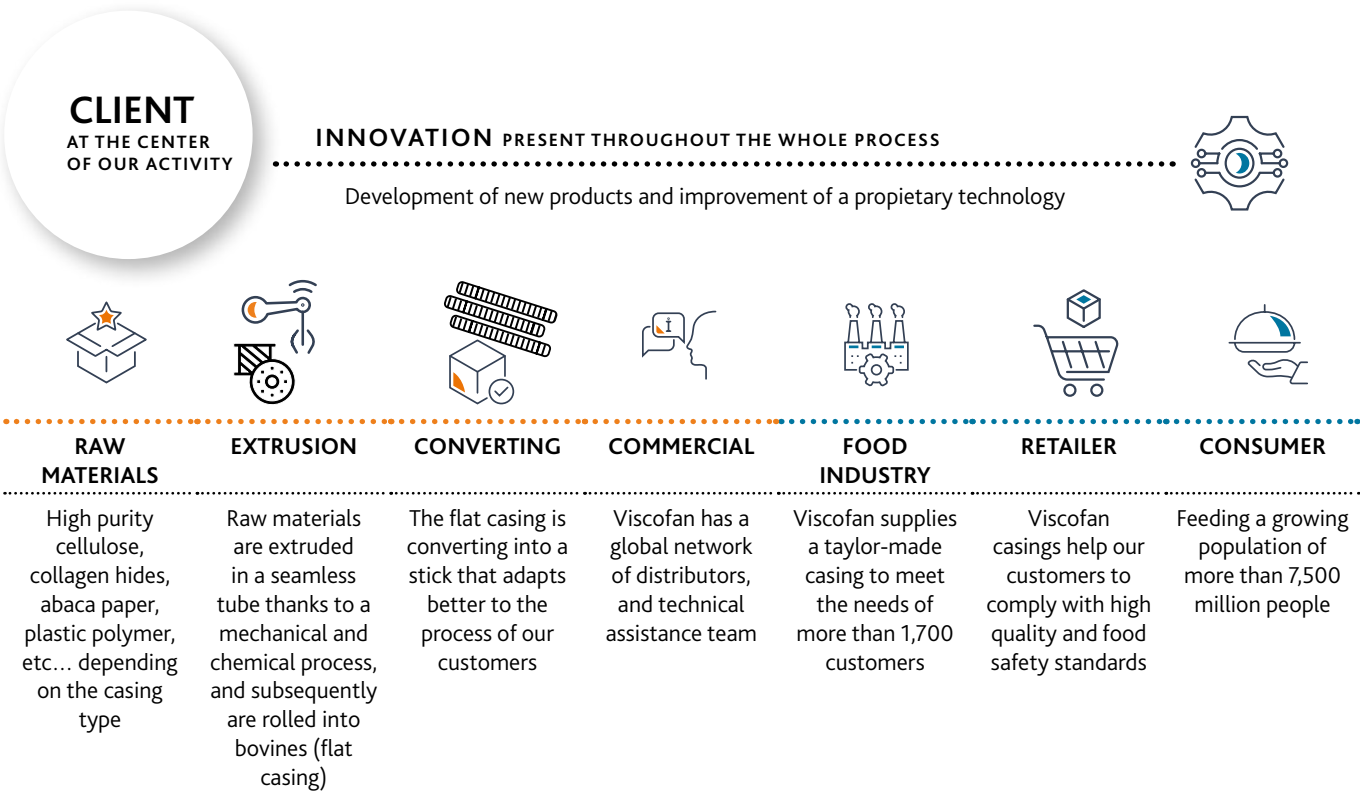 CLIENT
AT THE CENTER
OF OUR ACTIVITY
INNOVATION PRESENT THROUGHOUT THE WHOLE PROCESS
Development of new products and improvement of a propietary technology
RAW
MATERIALS
High purity
cellulose,
collagen hides,
abaca paper,
plastic polymer,
etc... depending
on the casing
type
EXTRUSION
Raw materials
are extruded
in a seamless
tube thanks to a
mechanical and
chemical process,
and subsequently
are rolled into
bovines (flat
casing)
CONVERTING
The flat casing is
converting into a
stick that adapts
better to the
process of our
customers
COMMERCIAL
Viscofan has a
global network
of distributors,
and technical
assistance team
FOOD
INDUSTRY
Viscofan supplies
a taylor-made
casing to meet
the needs of
more than 1,700
customers
RETAILER
Viscofan
casings help our
customers to
comply with high
quality and food
safety standards
CONSUMER
Feeding a growing
population of
more than 7,500
million people